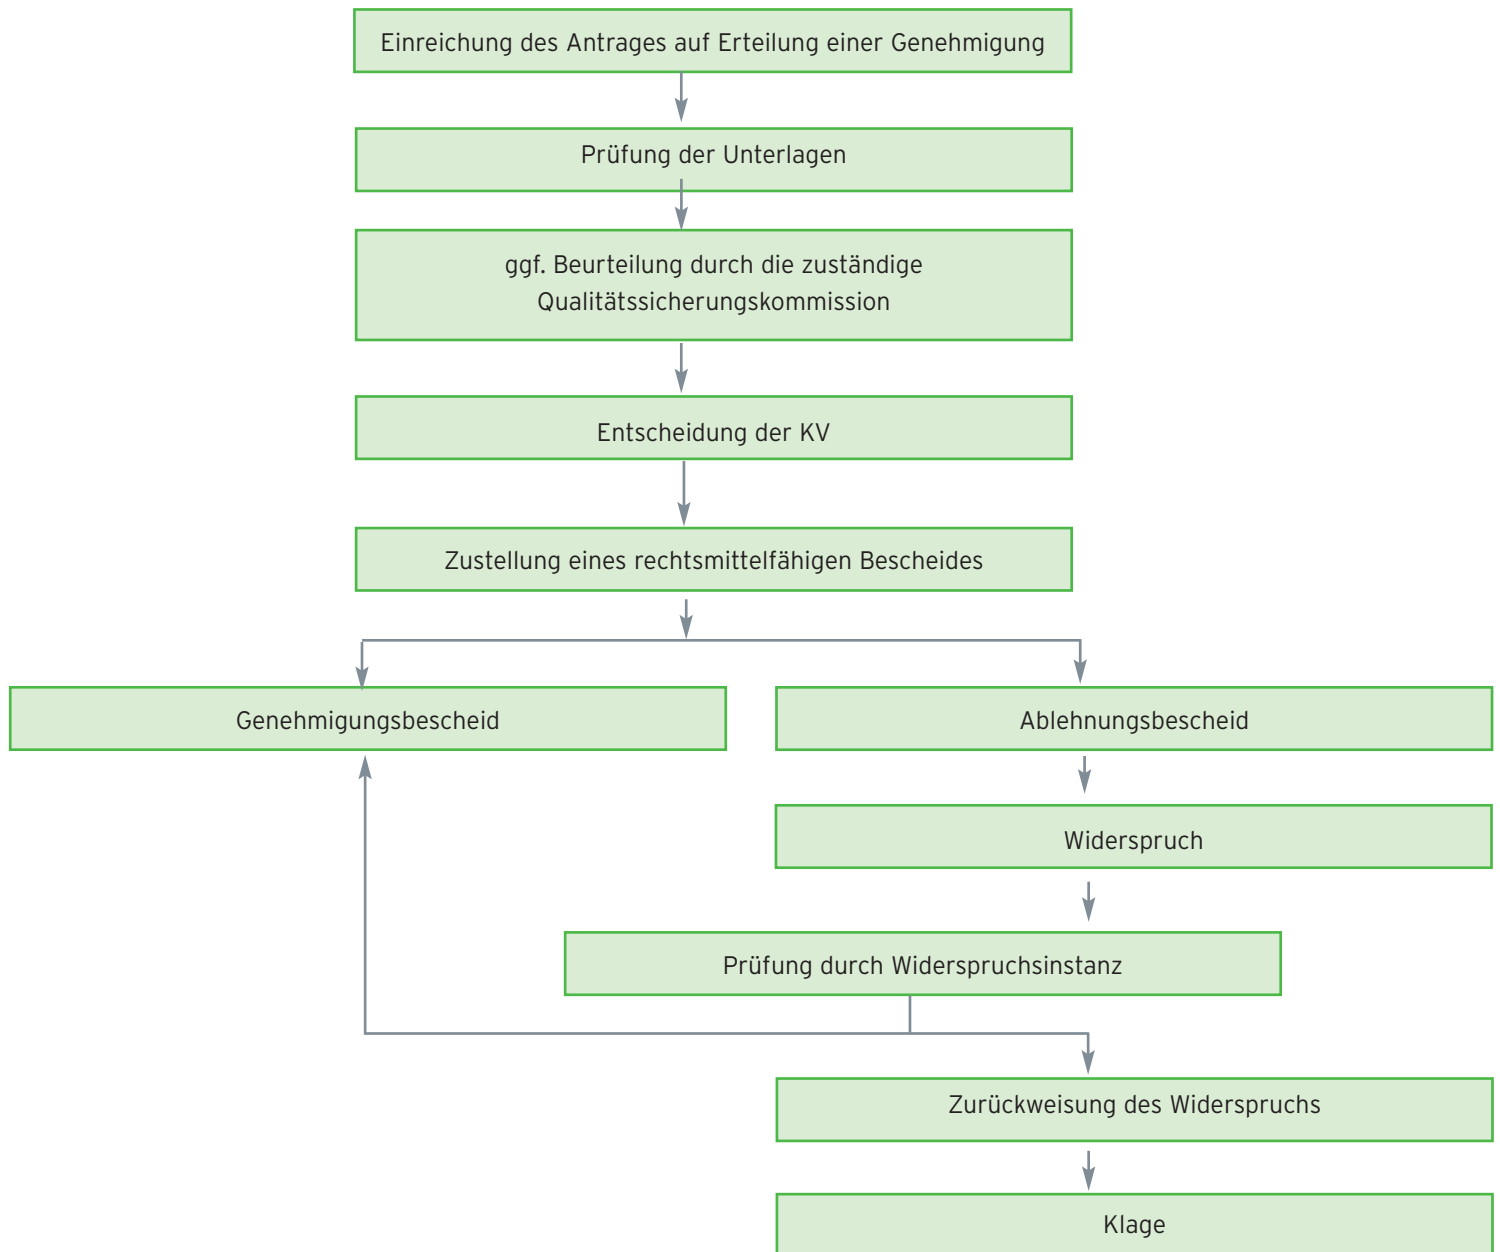 Einreichung des Antrages auf Erteilung einer Genehmigung
Prüfung der Unterlagen
ggf. Beurteilung durch die zuständige
Qualitätssicherungskommission
Entscheidung der KV
Zustellung eines rechtsmittelfähigen Bescheides
Genehmigungsbescheid
Ablehnungsbescheid
Widerspruch
Prüfung durch Widerspruchsinstanz
Zurückweisung des Widerspruchs
Klage